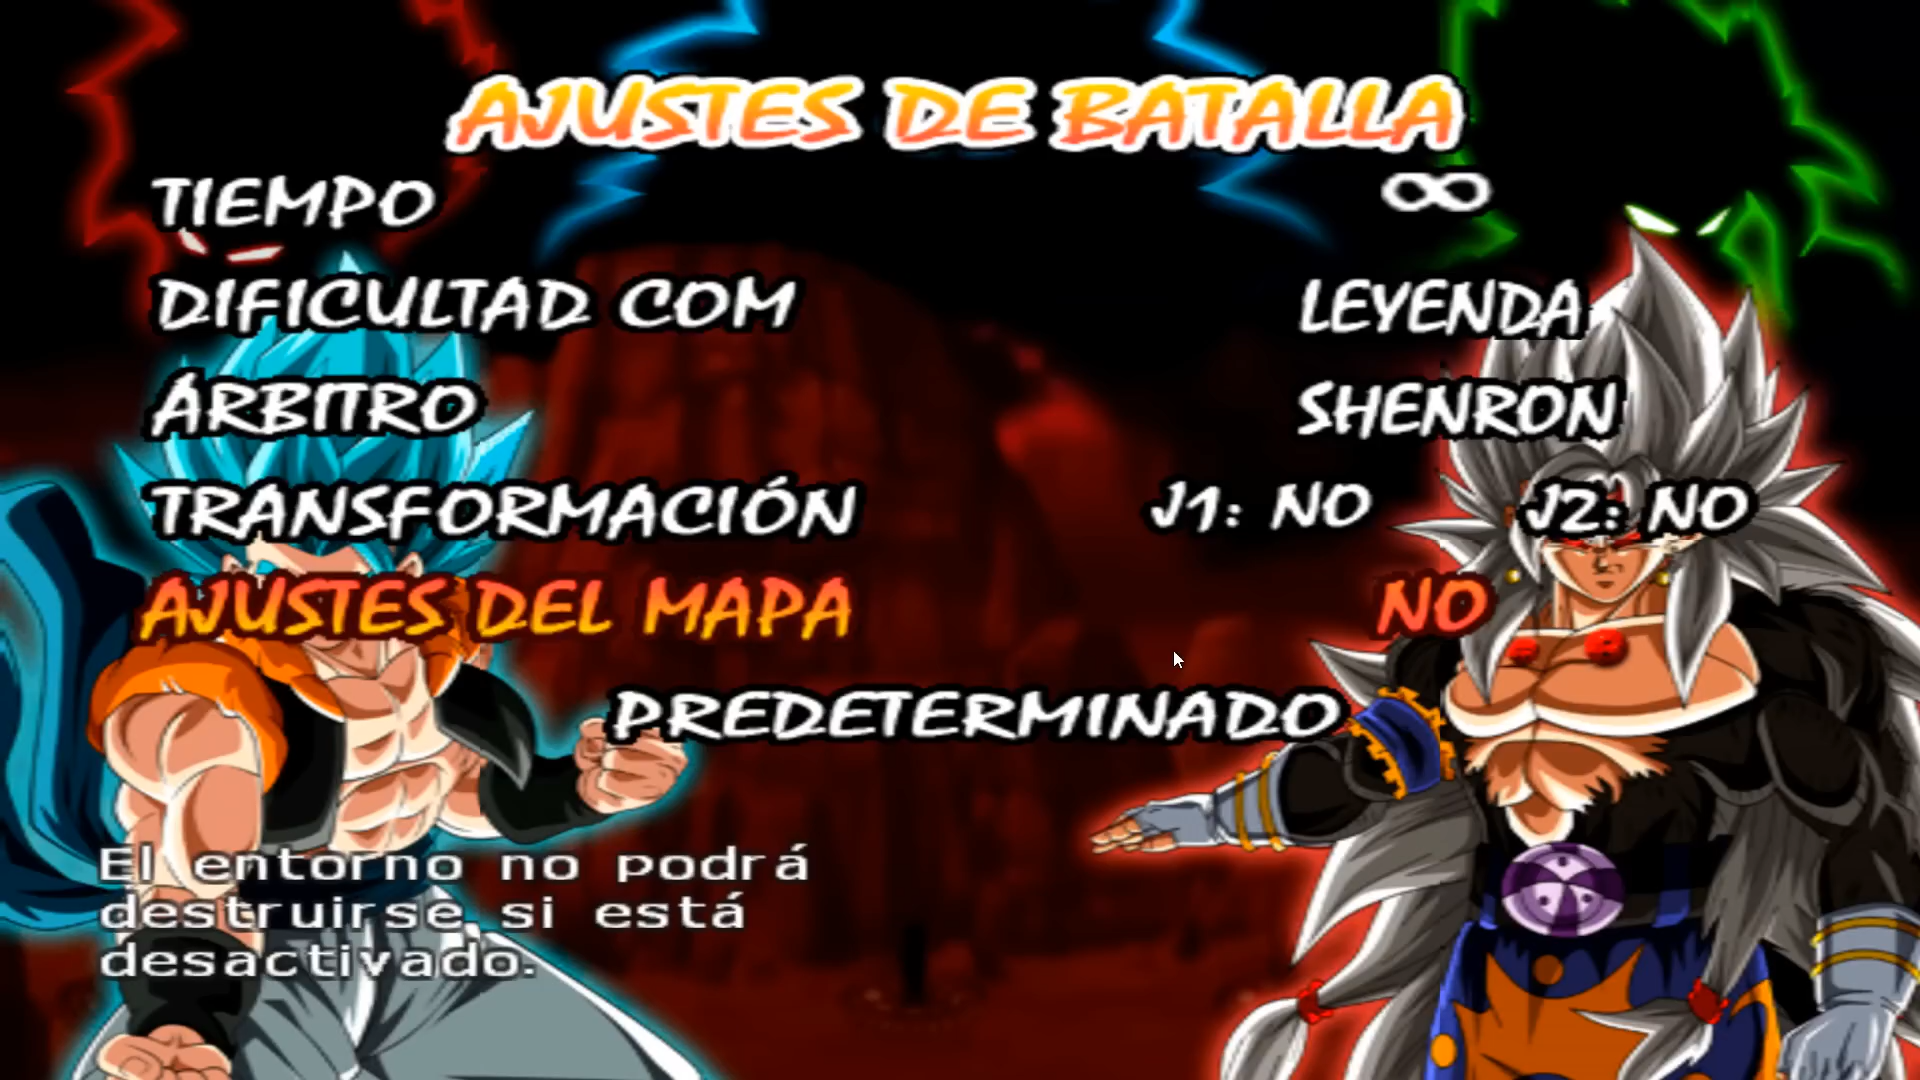 AJUSTES DE BATALLA
TIEMPO ∞
DIFICULTAD COM LEYENDA
ÁRBITRO SHENRON
TRANSFORMACIÓN J1: NO J2: NO
AJUSTES DEL MAPA NO
PREDETERMINADO
El entorno no podrá
destruirse si está
desactivado.